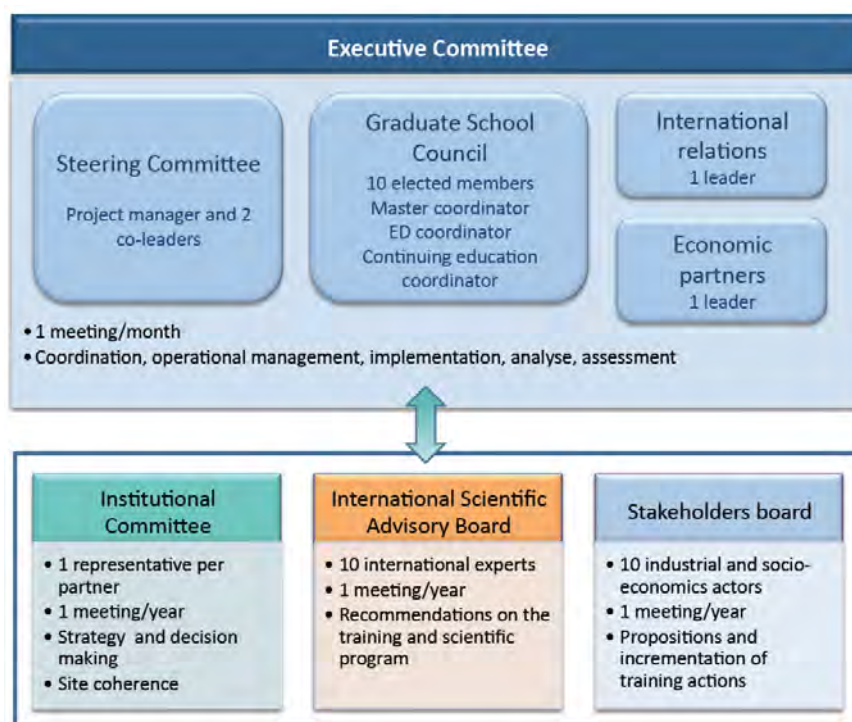 Executive Committee
Steering Committee
Project manager and 2
co-leaders
Graduate School
Council
10 elected members
Master coordinator
ED coordinator
Continuing education
coordinator
International
relations
1 leader
Economic
partners
1 leader
• 1 meeting/month
• Coordination, operational management, implementation, analyse, assessment
Institutional
Committee
• 1 representative per
partner
• 1 meeting/year
• Strategy and decision
making
• Site coherence
International Scientific
Advisory Board
• 10 international experts
• 1 meeting/year
• Recommendations on the
training and scientific
program
Stakeholders board
• 10 industrial and socio-
economics actors
• 1 meeting/year
• Propositions and
incrementation of
training actions